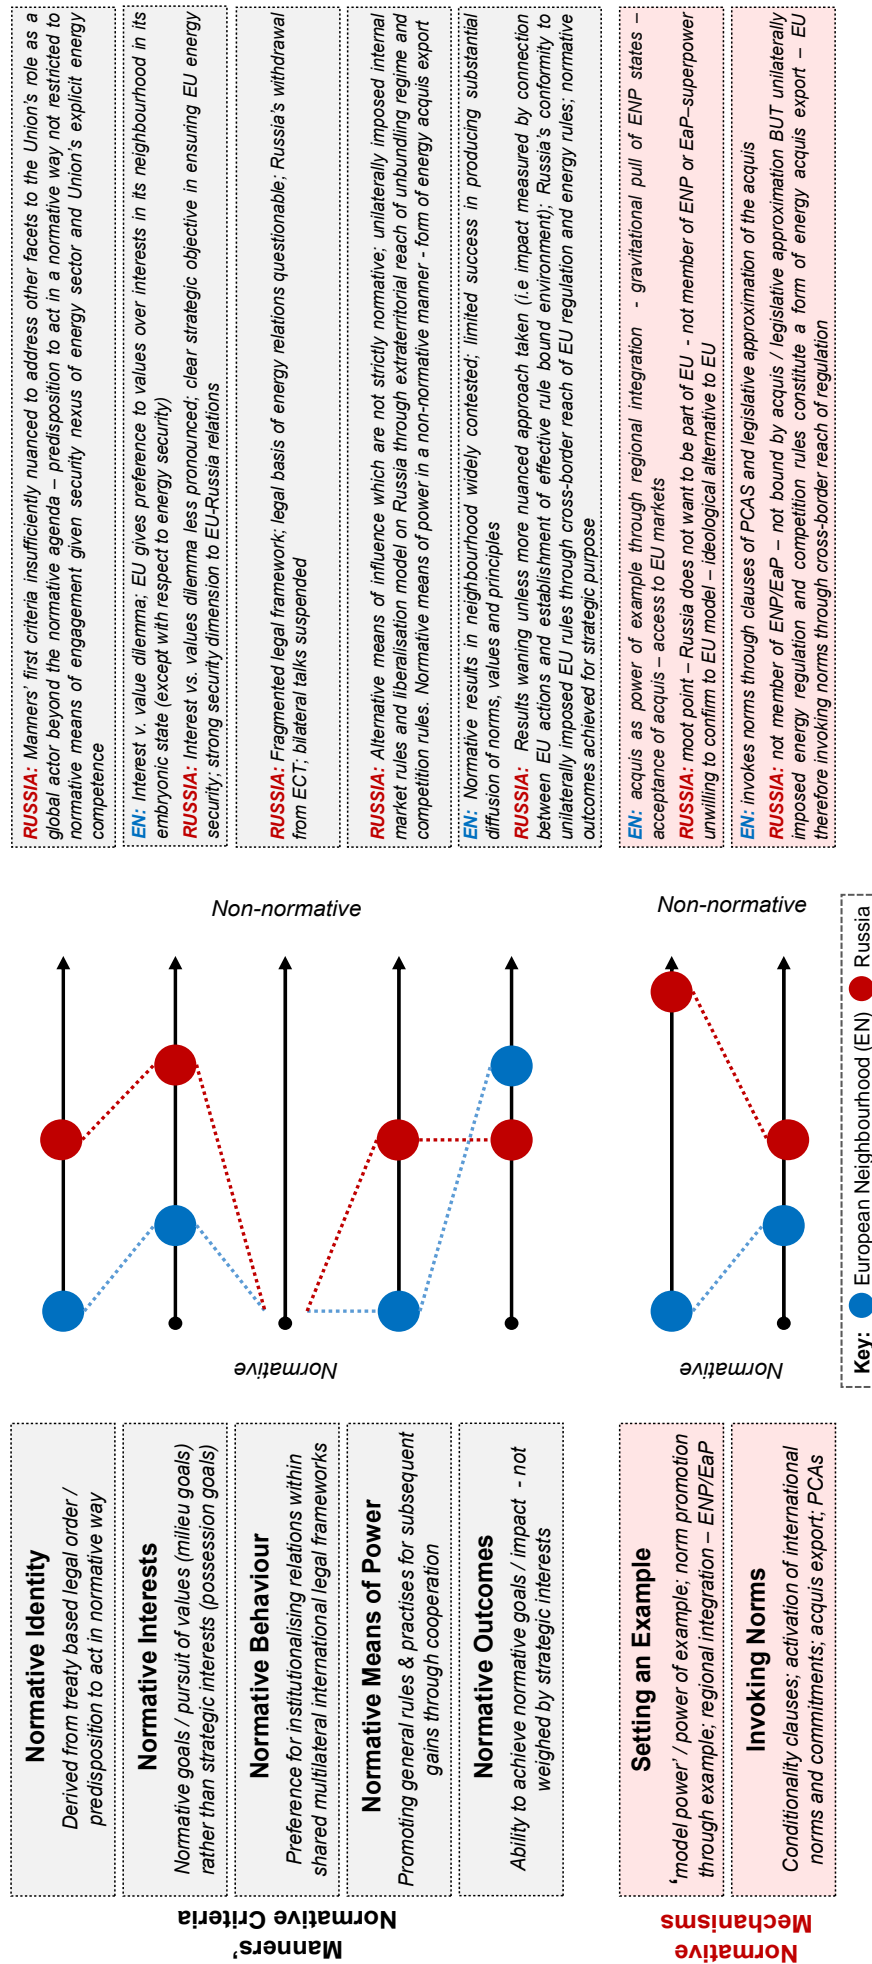 Manners'
Normative Criteria
Normative Identity
Derived from treaty based legal order /
predisposition to act in normative way
Normative Interests
Normative goals / pursuit of values (milieu goals)
rather than strategic interests (possession goals)
Normative Behaviour
Preference for institutionalising relations within
shared multilateral international legal frameworks
Normative Means of Power
Promoting general rules & practises for subsequent
gains through cooperation
Normative Outcomes
Ability to achieve normative goals / impact - not
weighed by strategic interests
Normative
Mechanisms
Setting an Example
‘model power’ / power of example; norm promotion
through example; regional integration – ENP/EaP
Invoking Norms
Conditionality clauses; activation of international
norms and commitments; acquis export; PCAs
Normative
Non-normative
Normative
Non-normative
Key: European Neighbourhood (EN) Russia
RUSSIA: Manners' first criteria insufficiently nuanced to address other facets to the Union's role as a
global actor beyond the normative agenda – predisposition to act in a normative way not restricted to
normative means of engagement given security nexus of energy sector and Union's explicit energy
competence
EN: Interest v. value dilemma; EU gives preference to values over interests in its neighbourhood in its
embryonic state (except with respect to energy security)
RUSSIA: Interest vs. values dilemma less pronounced; clear strategic objective in ensuring EU energy
security; strong security dimension to EU-Russia relations
RUSSIA: Fragmented legal framework; legal basis of energy relations questionable; Russia's withdrawal
from ECT; bilateral talks suspended
RUSSIA: Alternative means of influence which are not strictly normative; unilaterally imposed internal
market rules and liberalisation model on Russia through extraterritorial reach of unbundling regime and
competition rules. Normative means of power in a non-normative manner - form of energy acquis export
EN: Normative results in neighbourhood widely contested; limited success in producing substantial
diffusion of norms, values and principles
RUSSIA: Results waning unless more nuanced approach taken (i.e impact measured by connection
between EU actions and establishment of effective rule bound environment); Russia's conformity to
unilaterally imposed EU rules through cross-border reach of EU regulation and energy rules; normative
outcomes achieved for strategic purpose
EN: acquis as power of example through regional integration - gravitational pull of ENP states –
acceptance of acquis – access to EU markets
RUSSIA: moot point – Russia does not want to be part of EU - not member of ENP or EaP–superpower
unwilling to confirm to EU model – ideological alternative to EU
EN: invokes norms through clauses of PCAS and legislative approximation of the acquis
RUSSIA: not member of ENP/EaP – not bound by acquis / legislative approximation BUT unilaterally
imposed energy regulation and competition rules constitute a form of energy acquis export – EU
therefore invoking norms through cross-border reach of regulation